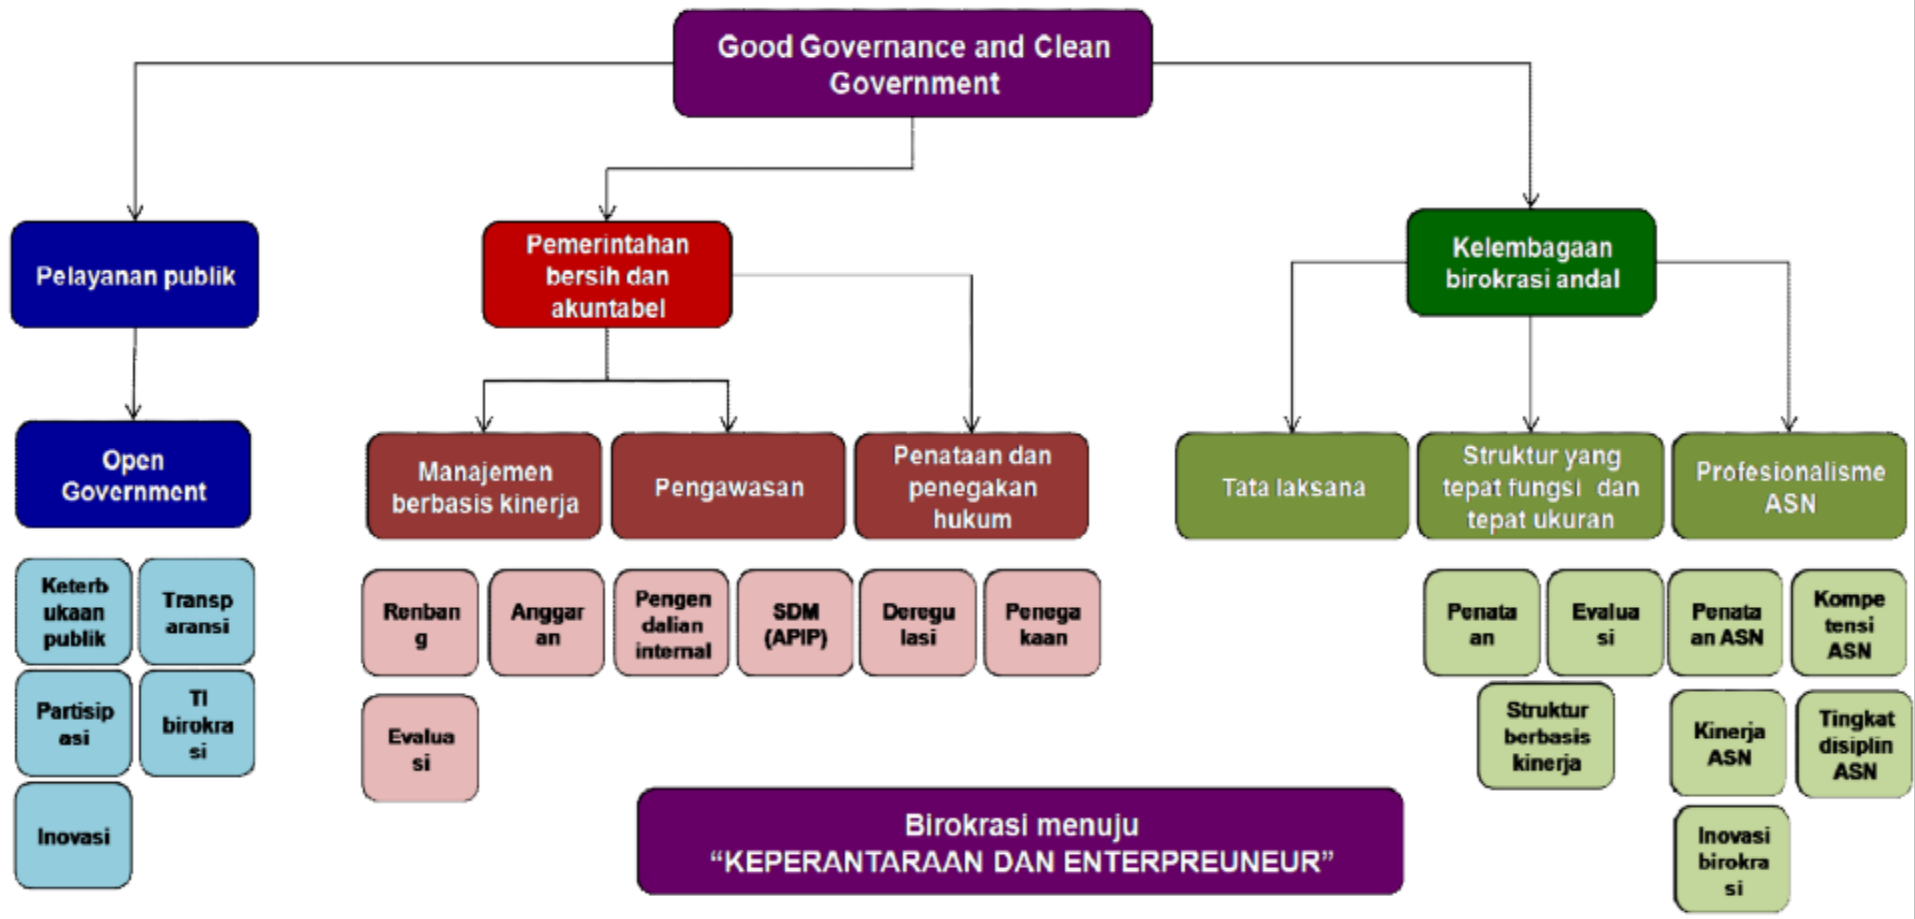 Good Governance and Clean
Government
Pelayanan publik
Pemerintahan
bersih dan
akuntabel
Kelembagaan
birokrasi andal
Open
Government
Manajemen
berbasis kinerja
Pengawasan
Penataan dan
penegakan
hukum
Tata laksana
Struktur yang
tepat fungsi dan
tepat ukuran
Profesionalisme
ASN
Keterb
ukaan
publik
Transp
aransi
Renban
g
Anggar
an
Pengen
dalian
internal
SDM
(APIP)
Deregu
lasi
Penega
kaan
Penata
an
Evalua
si
Penata
an ASN
Kompe
tensi
ASN
Partisip
asi
TI
birokra
si
Evalua
si
Struktur
berbasis
kinerja
Kinerja
ASN
Tingkat
disiplin
ASN
Inovasi
Inovasi
birokra
si
Birokrasi menuju
“KEPERANTARAAN DAN ENTERPREUNEUR”